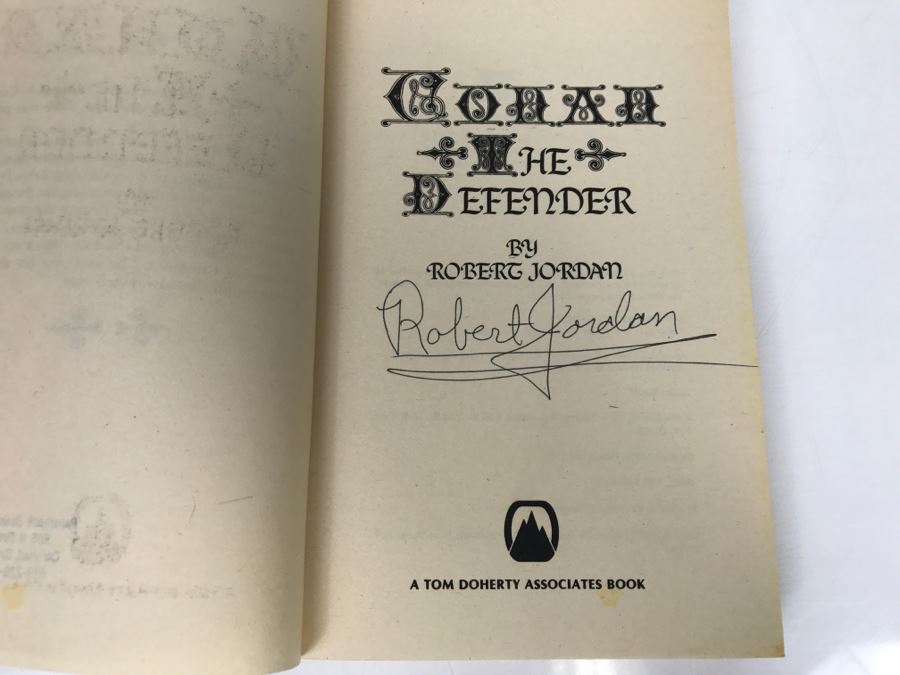 Conan
The
Defender
BY
ROBERT JORDAN
Robert Jordan
A TOM DOHERTY ASSOCIATES BOOK